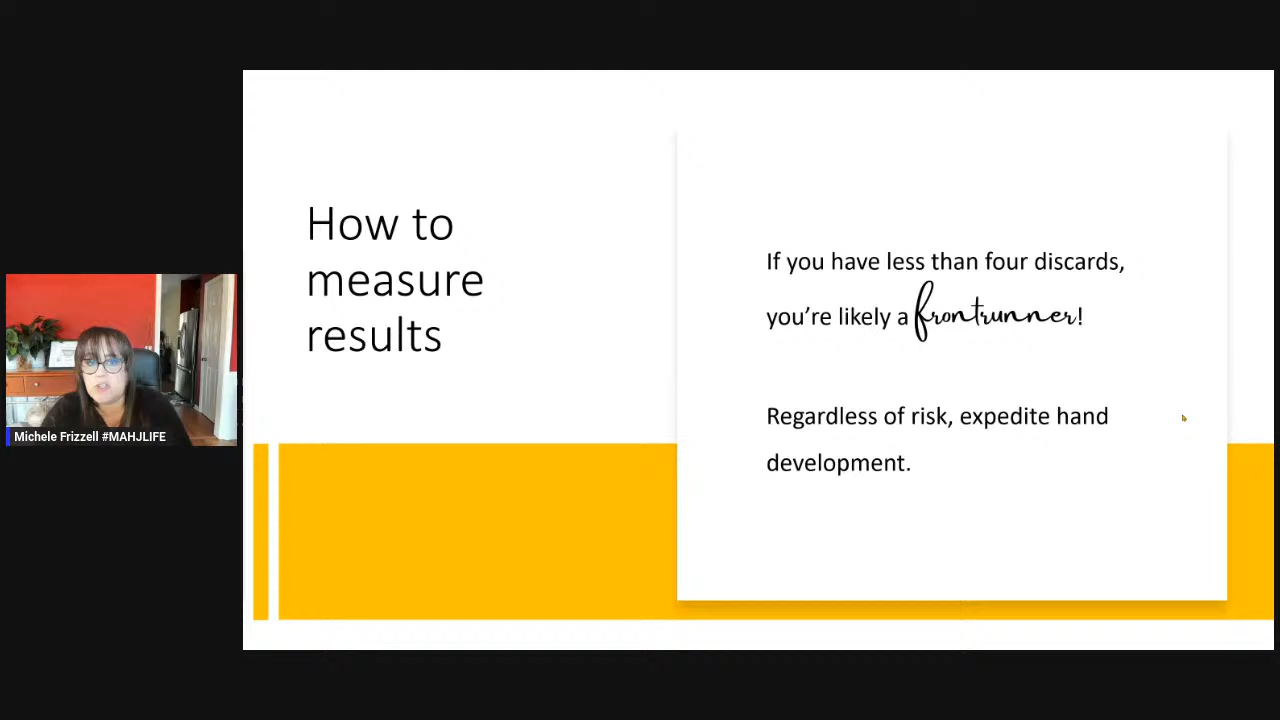 How to
measure
results
If you have less than four discards,
you're likely a frontrunner!
Regardless of risk, expedite hand
development.
Michele Frizzell #MAHJLIFE